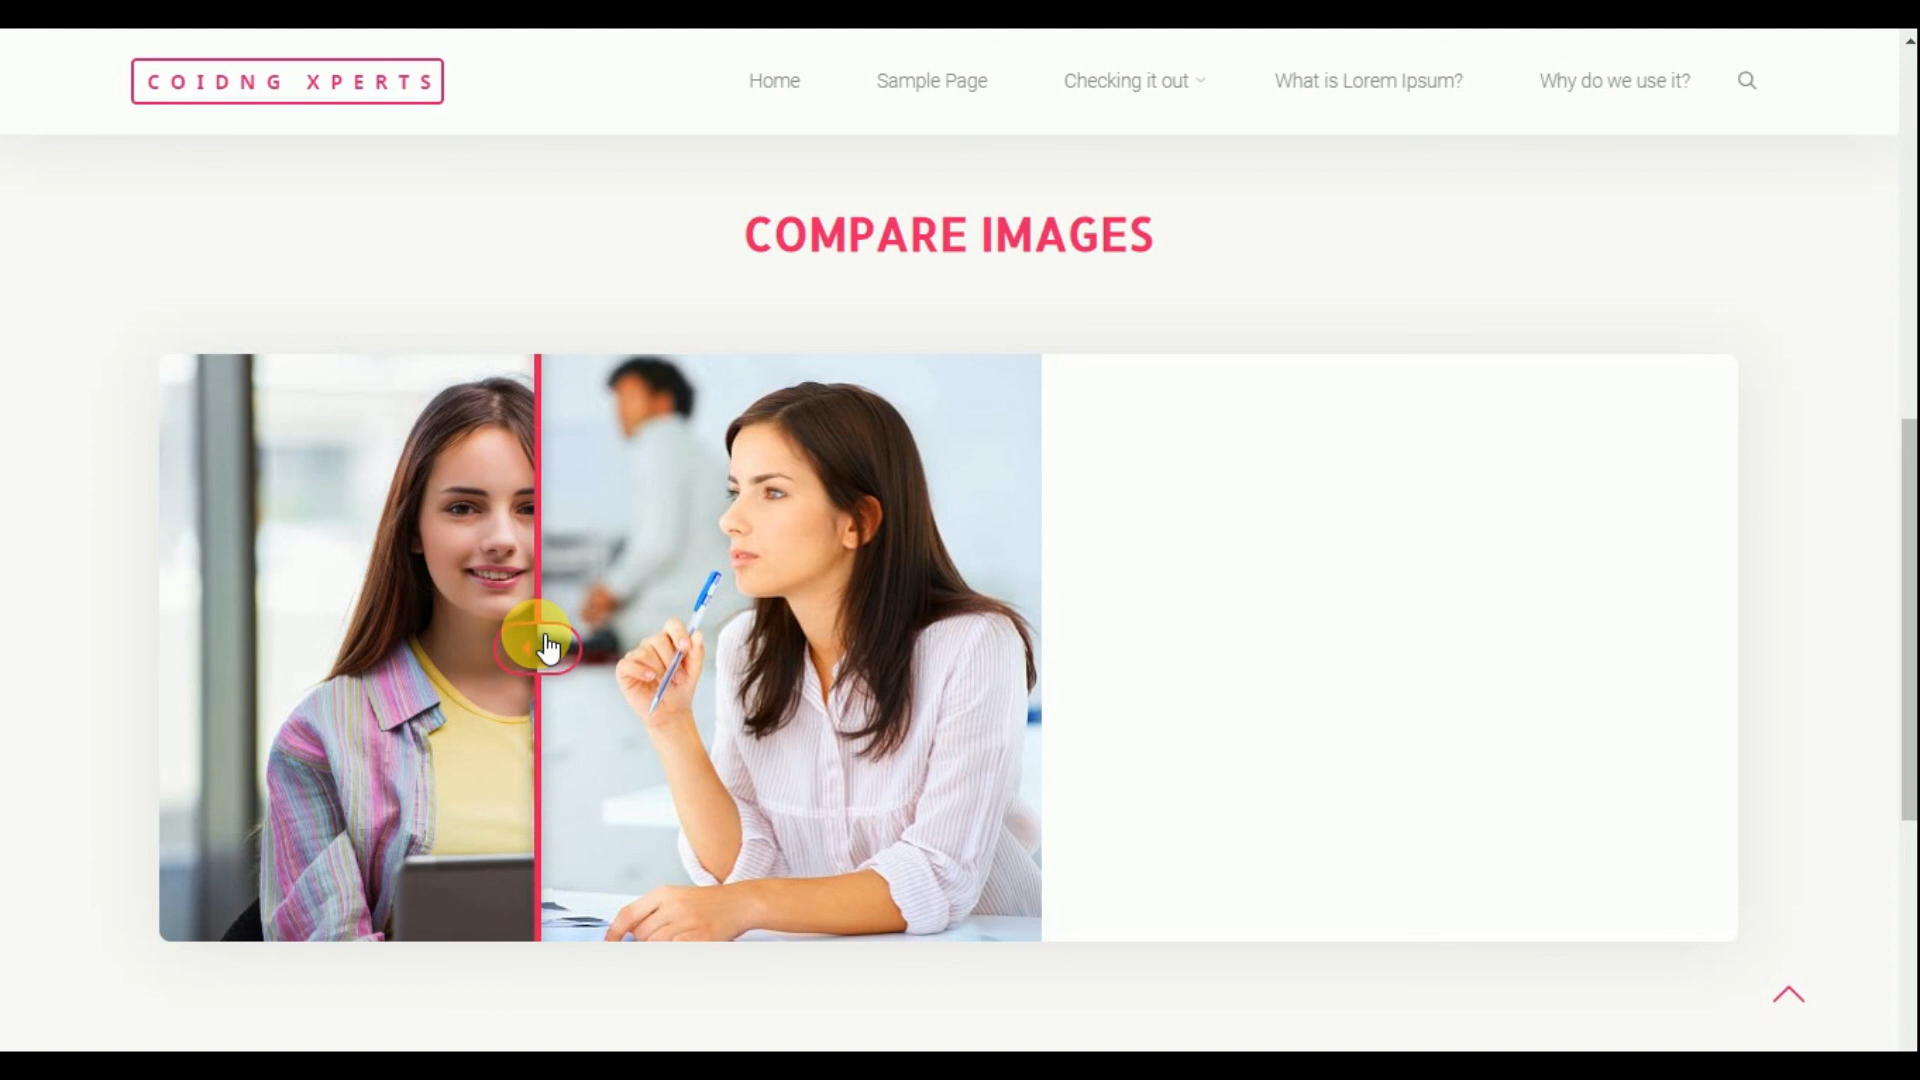 COIDNG XPERTS
Home
Sample Page
Checking it out
What is Lorem Ipsum?
Why do we use it?
COMPARE IMAGES